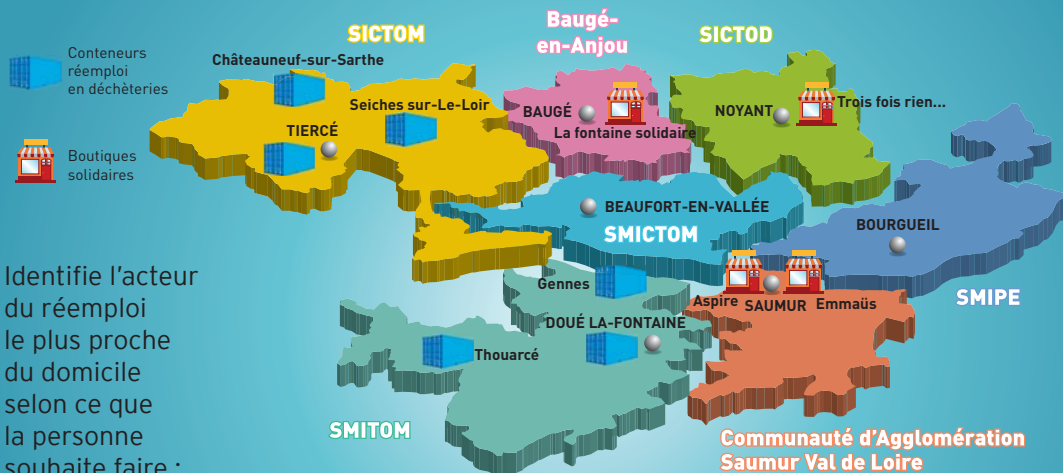 Conteneurs
réemploi
en déchèteries
Boutiques
solidaires
SICTOM
Châteauneuf-sur-Sarthe
Seiches sur-Le-Loir
TIERCÉ
Baugé-
en-Anjou
BAUGÉ
La fontaine solidaire
SICTOD
NOYANT
Trois fois rien...
BEAUFORT-EN-VALLÉE
SMICTOM
BOURGUEIL
SMIPE
Gennes
DOUÉ LA-FONTAINE
Thouarcé
SMITOM
Aspire
SAUMUR
Emmaüs
Communauté d'Agglomération
Saumur Val de Loire
Identifie l'acteur
du réemploi
le plus proche
du domicile
selon ce que
la personne
souhaite faire :